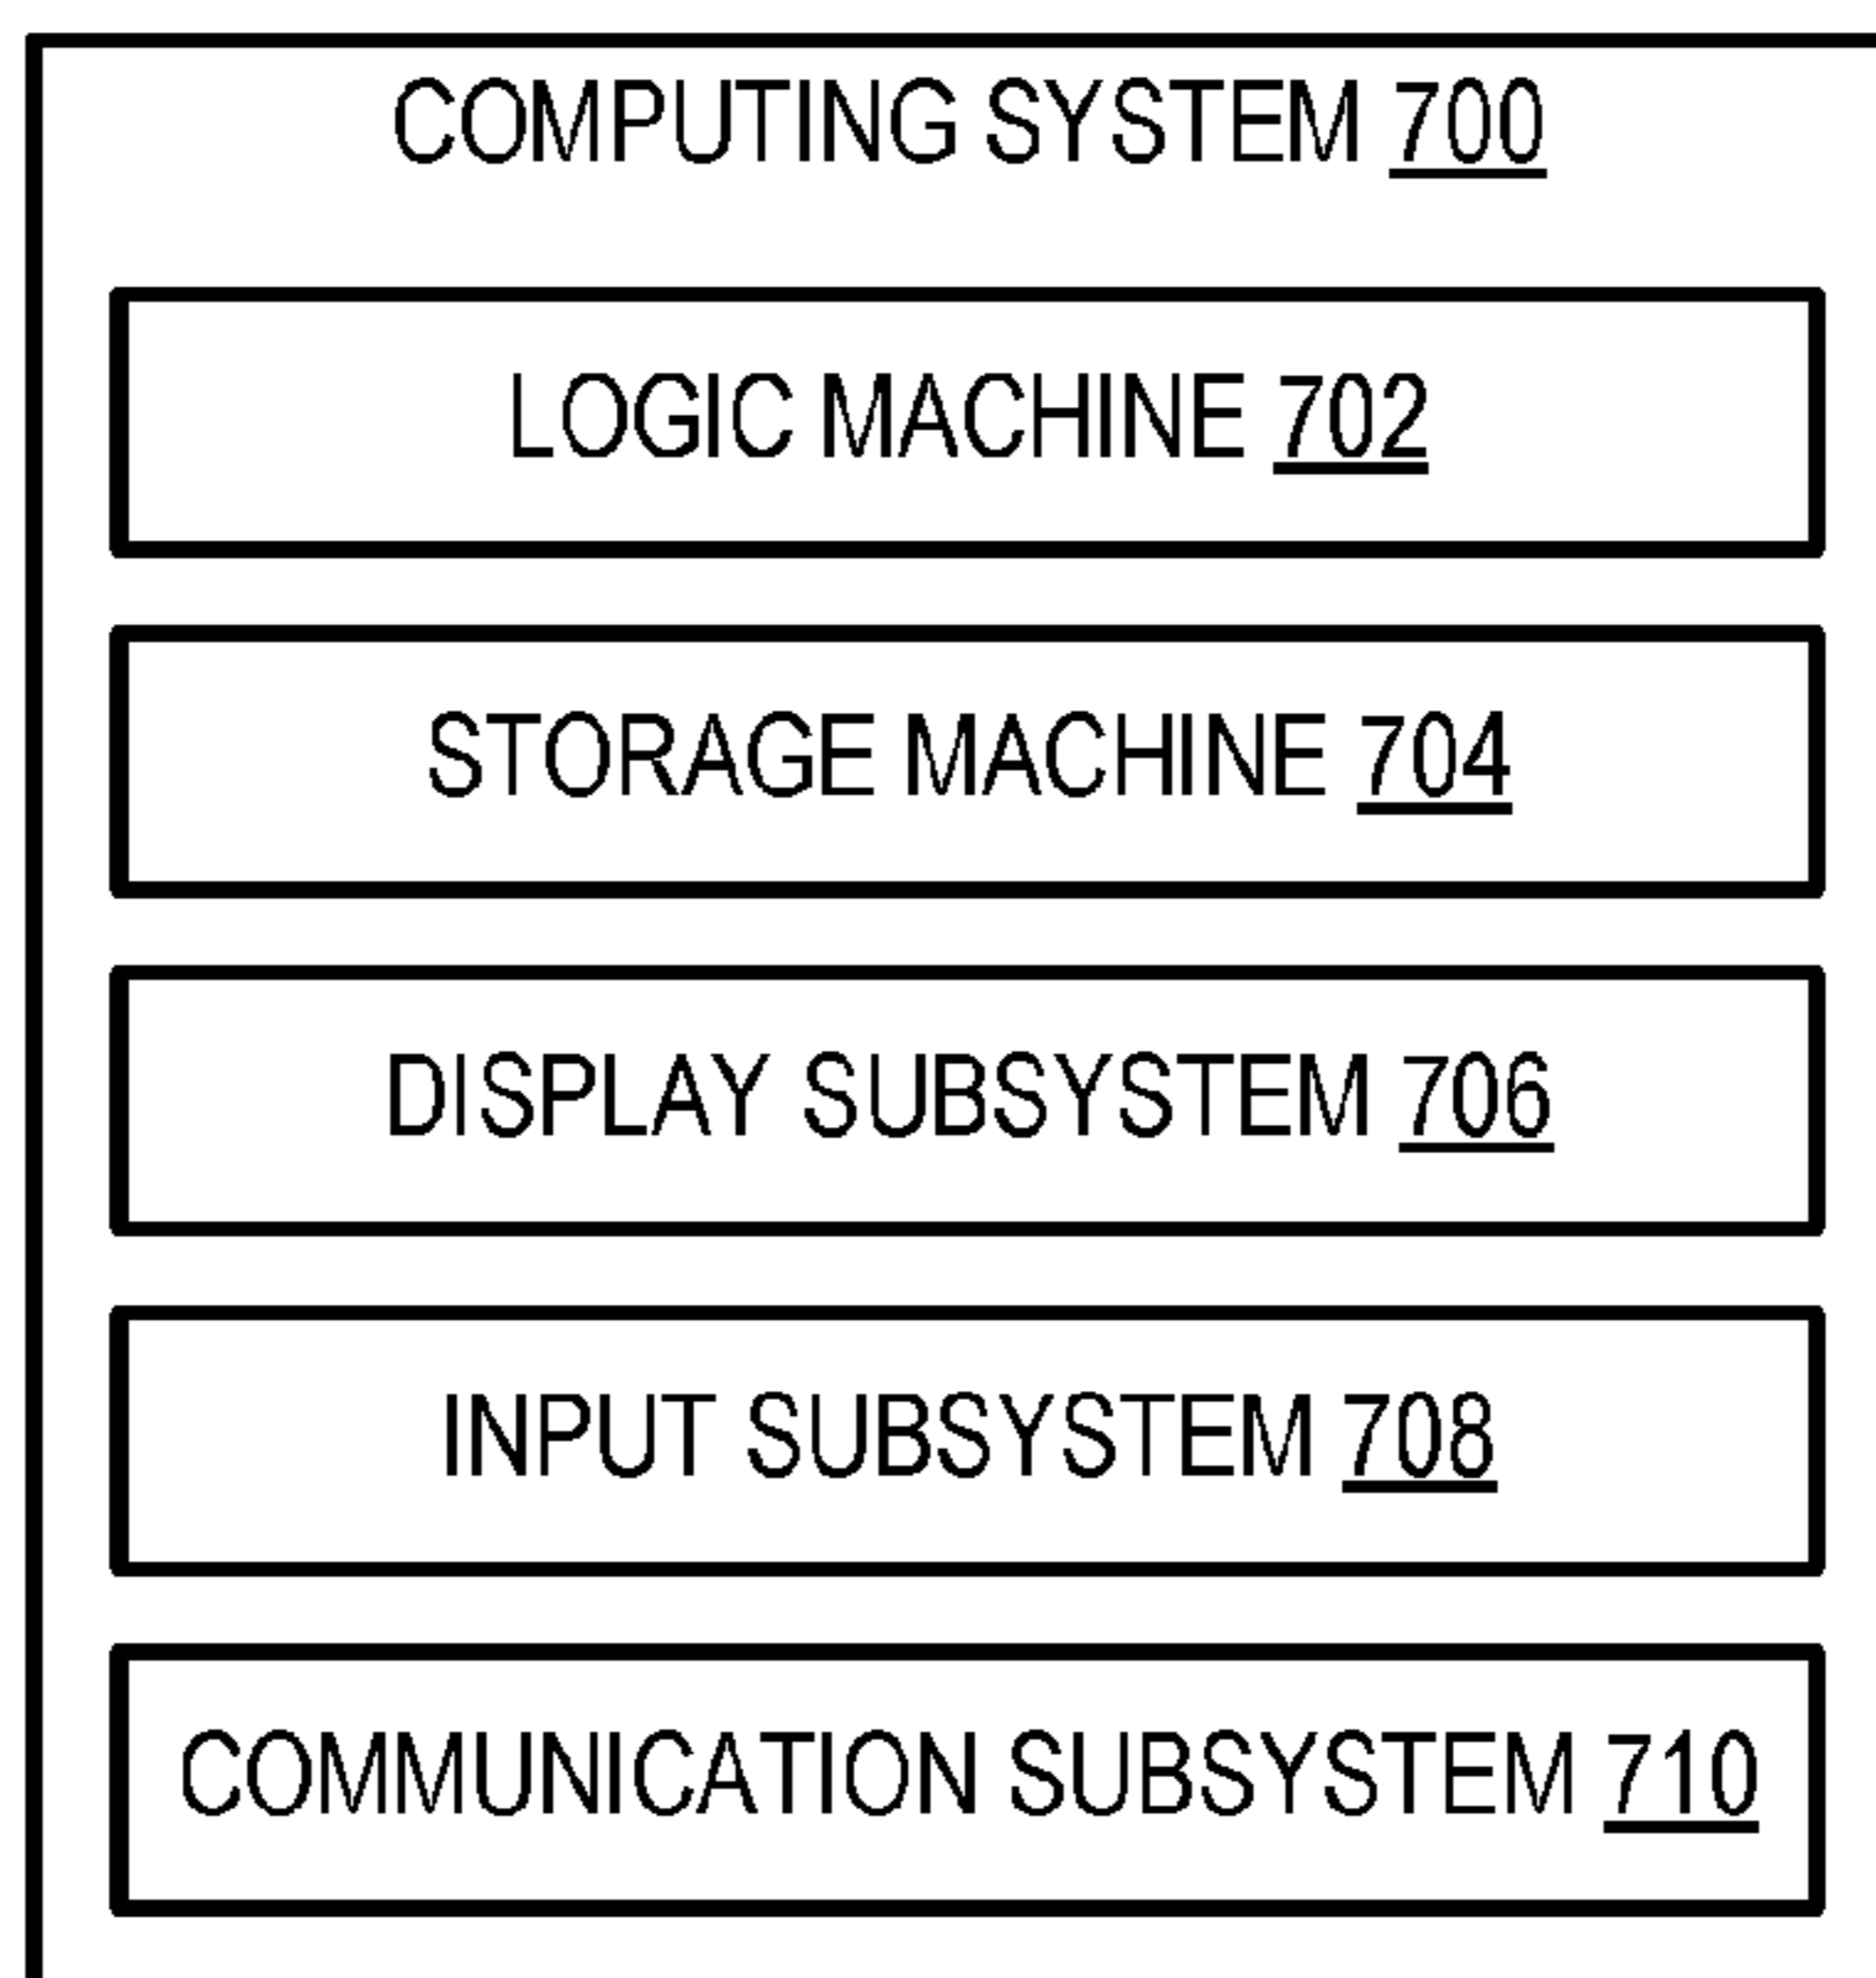 COMPUTING SYSTEM 700
LOGIC MACHINE 702
STORAGE MACHINE 704
DISPLAY SUBSYSTEM 706
INPUT SUBSYSTEM 708
COMMUNICATION SUBSYSTEM 710